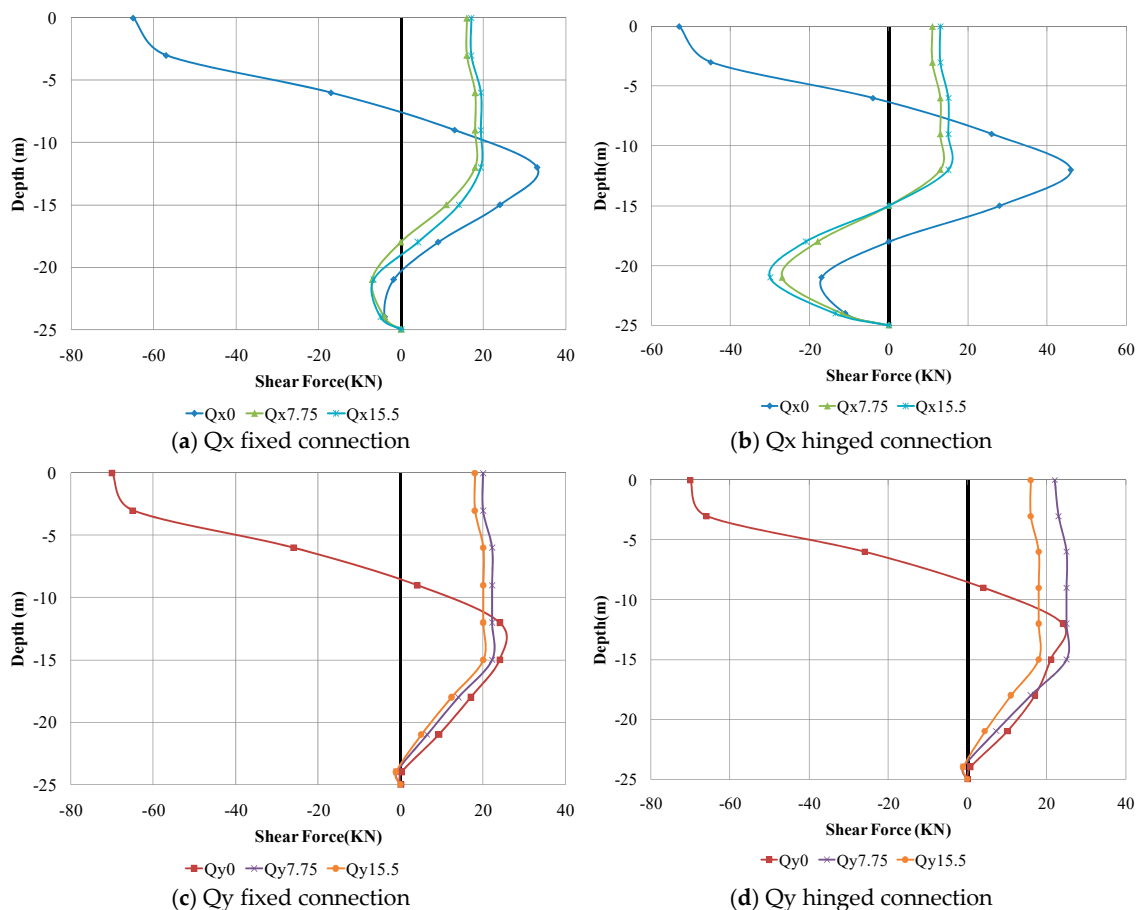 0
-5
-10
-15
-20
-25
Depth (m)
-80 -60 -40 -20 0 20 40
Shear Force(KN)
Qx0 Qx7.75 Qx15.5
(a) Qx fixed connection
0
-5
-10
-15
-20
-25
Depth(m)
-60 -40 -20 0 20 40 60
Shear Force (KN)
Qx0 Qx7.75 Qx15.5
(b) Qx hinged connection
0
-5
-10
-15
-20
-25
Depth (m)
-80 -60 -40 -20 0 20 40
Shear Force(KN)
Qy0 Qy7.75 Qy15.5
(c) Qy fixed connection
0
-5
-10
-15
-20
-25
Depth(m)
-80 -60 -40 -20 0 20 40
Shear Force (KN)
Qy0 Qy7.75 Qy15.5
(d) Qy hinged connection